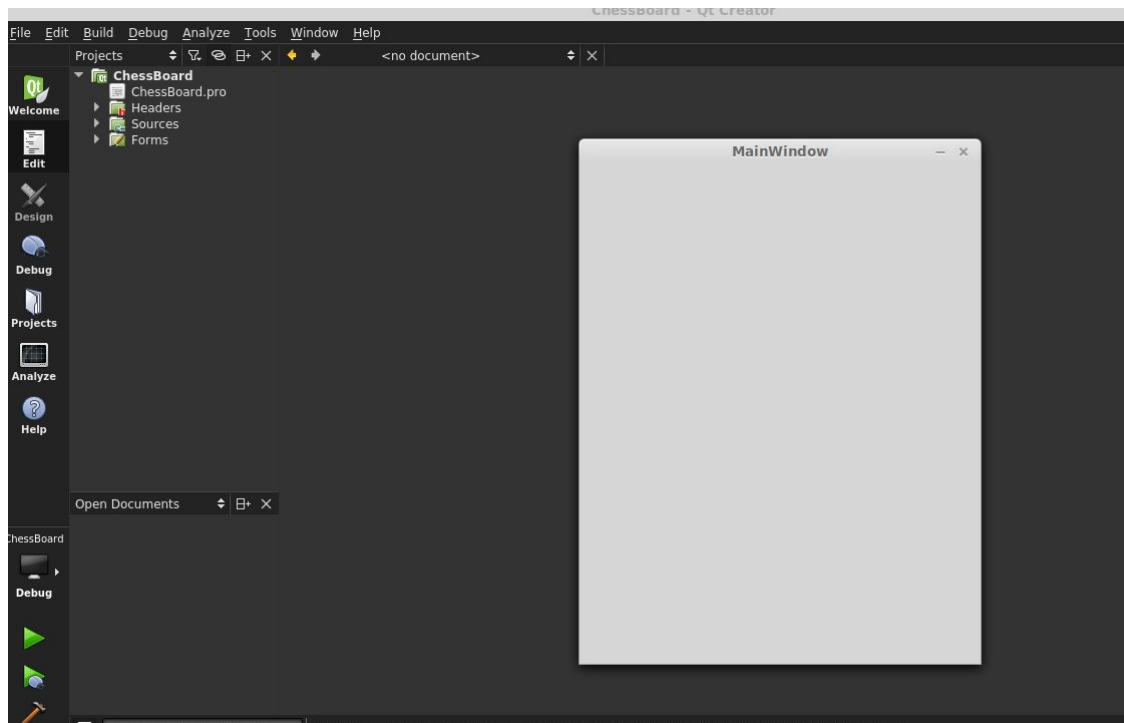 ChessBoard - Qt Creator
File Edit Build Debug Analyze Tools Window Help
Projects <no document>
ChessBoard
ChessBoard.pro
Headers
Sources
Forms
Qt
Welcome
Edit
Design
Debug
Projects
Analyze
Help
MainWindow
Open Documents
hessBoard
Debug